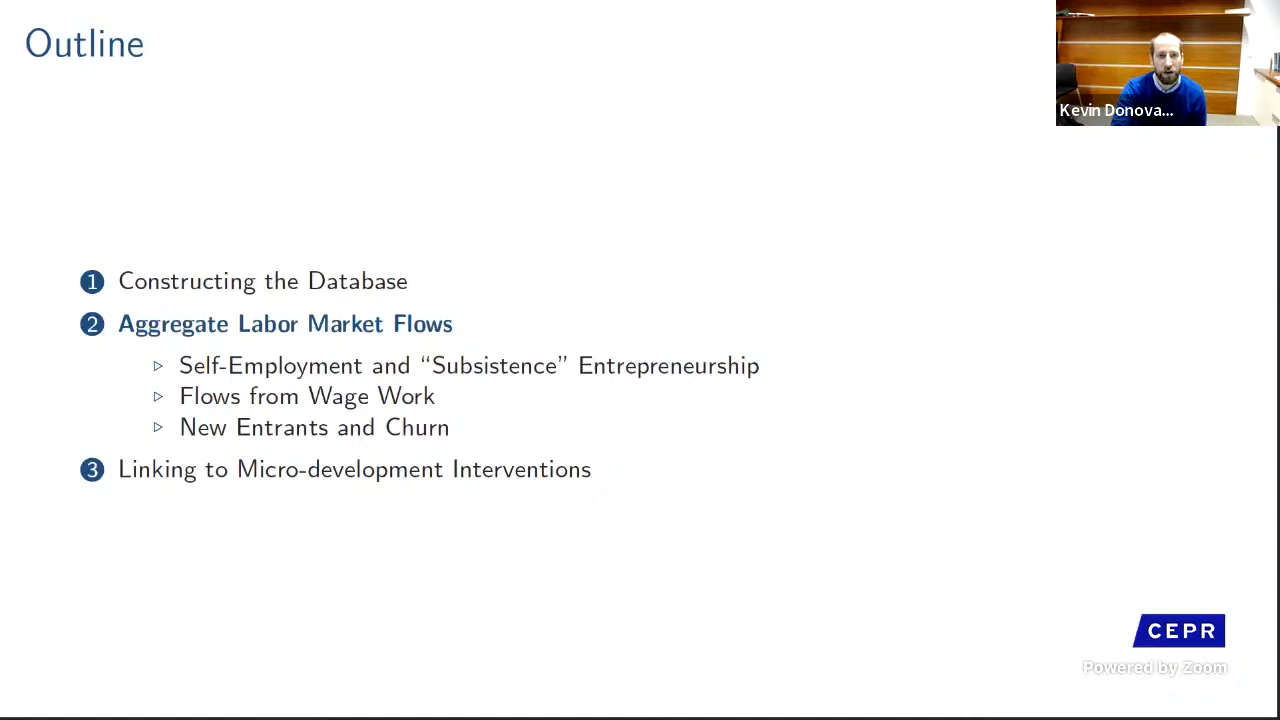 Outline
Kevin Donova...
1 Constructing the Database
2 Aggregate Labor Market Flows
▷ Self-Employment and “Subsistence” Entrepreneurship
▷ Flows from Wage Work
▷ New Entrants and Churn
3 Linking to Micro-development Interventions
CEPR
Powered by Zoom